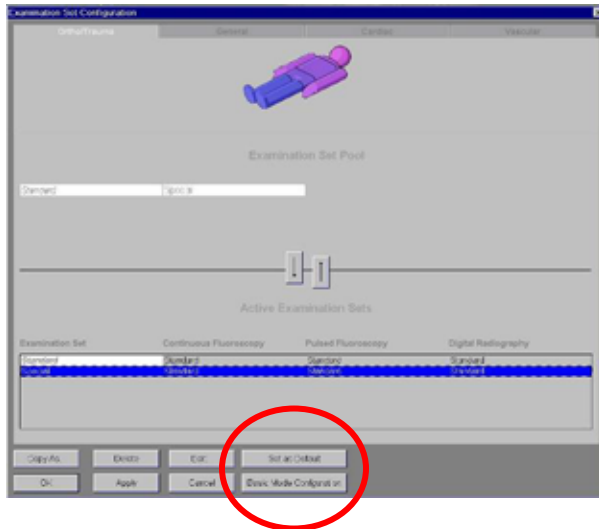 Examination Set Configuration
Ortho/Trauma General Cardiac Vascular
Examination Set Pool
Standard Special
Active Examination Sets
Examination Set Continuous Fluoroscopy Pulsed Fluoroscopy Digital Radiography
Standard Standard Standard Standard
Special Standard Standard Standard
Copy As.. Delete Edit Set as Default
OK Apply Cancel Basic Mode Configuration